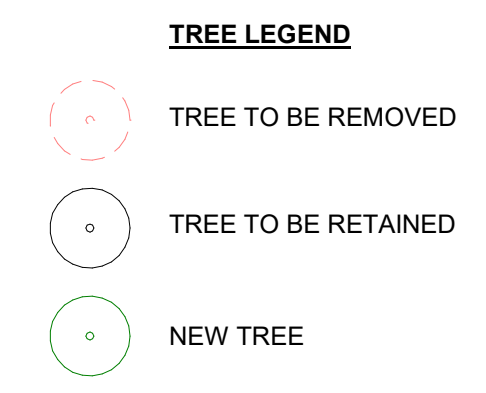 TREE LEGEND
TREE TO BE REMOVED
TREE TO BE RETAINED
NEW TREE